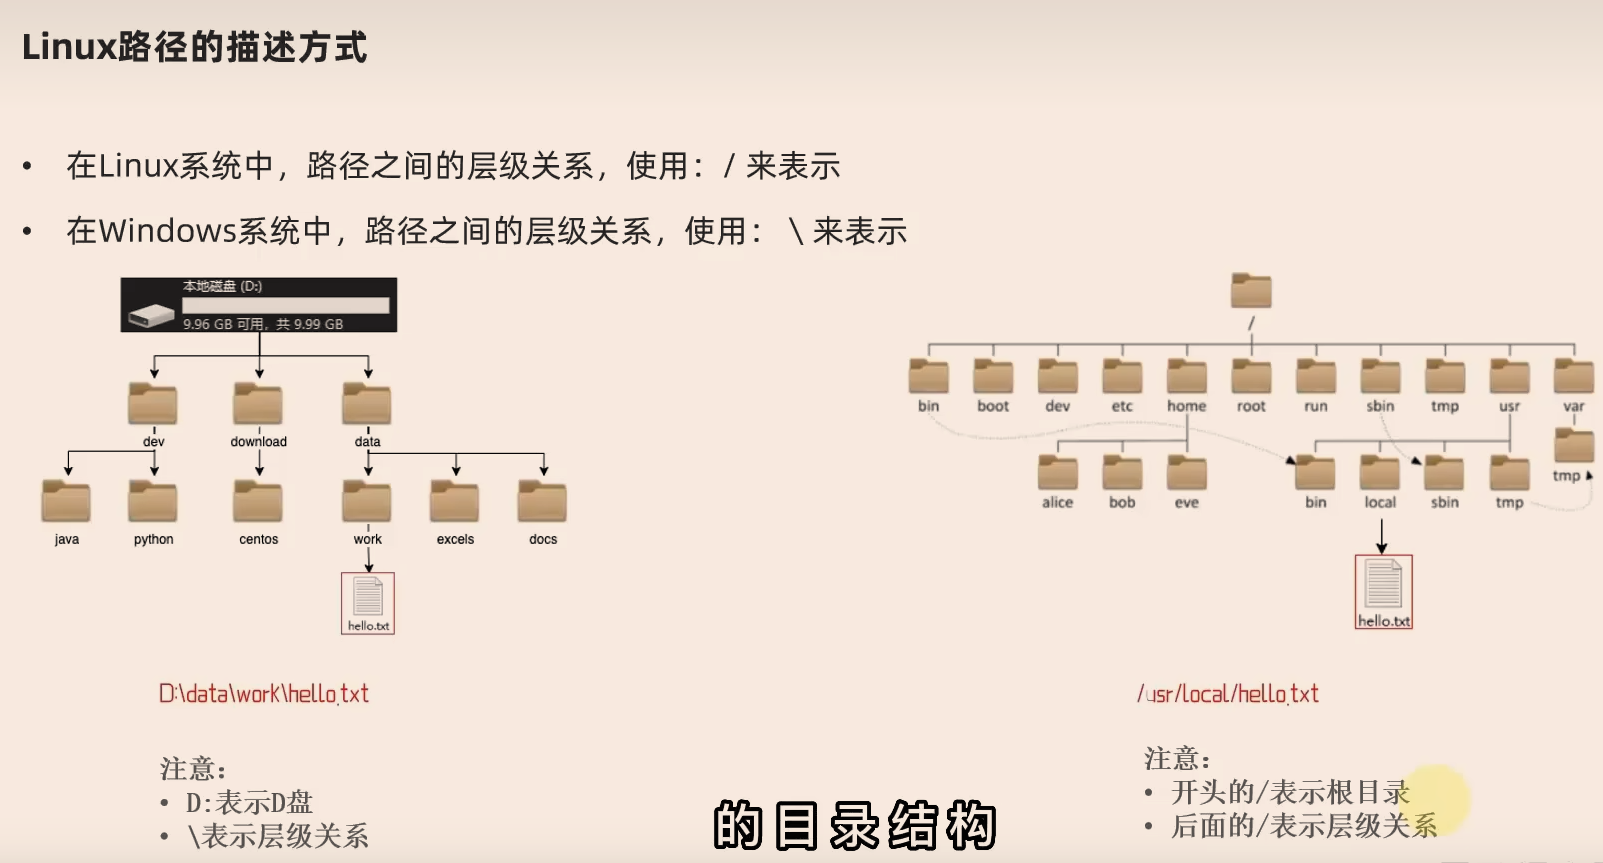 Linux路径的描述方式
• 在Linux系统中，路径之间的层级关系，使用：/ 来表示
• 在Windows系统中，路径之间的层级关系，使用： \ 来表示
本地磁盘 (D:)
9.96 GB 可用，共 9.99 GB
dev download data
java python centos work excels docs
hello.txt
D:\data\work\hello.txt
注意：
• D:表示D盘
• \表示层级关系
/
bin boot dev etc home root run sbin tmp usr var
alice bob eve bin local sbin tmp tmp
hello.txt
/usr/local/hello.txt
注意：
• 开头的/表示根目录
• 后面的/表示层级关系
的目录结构